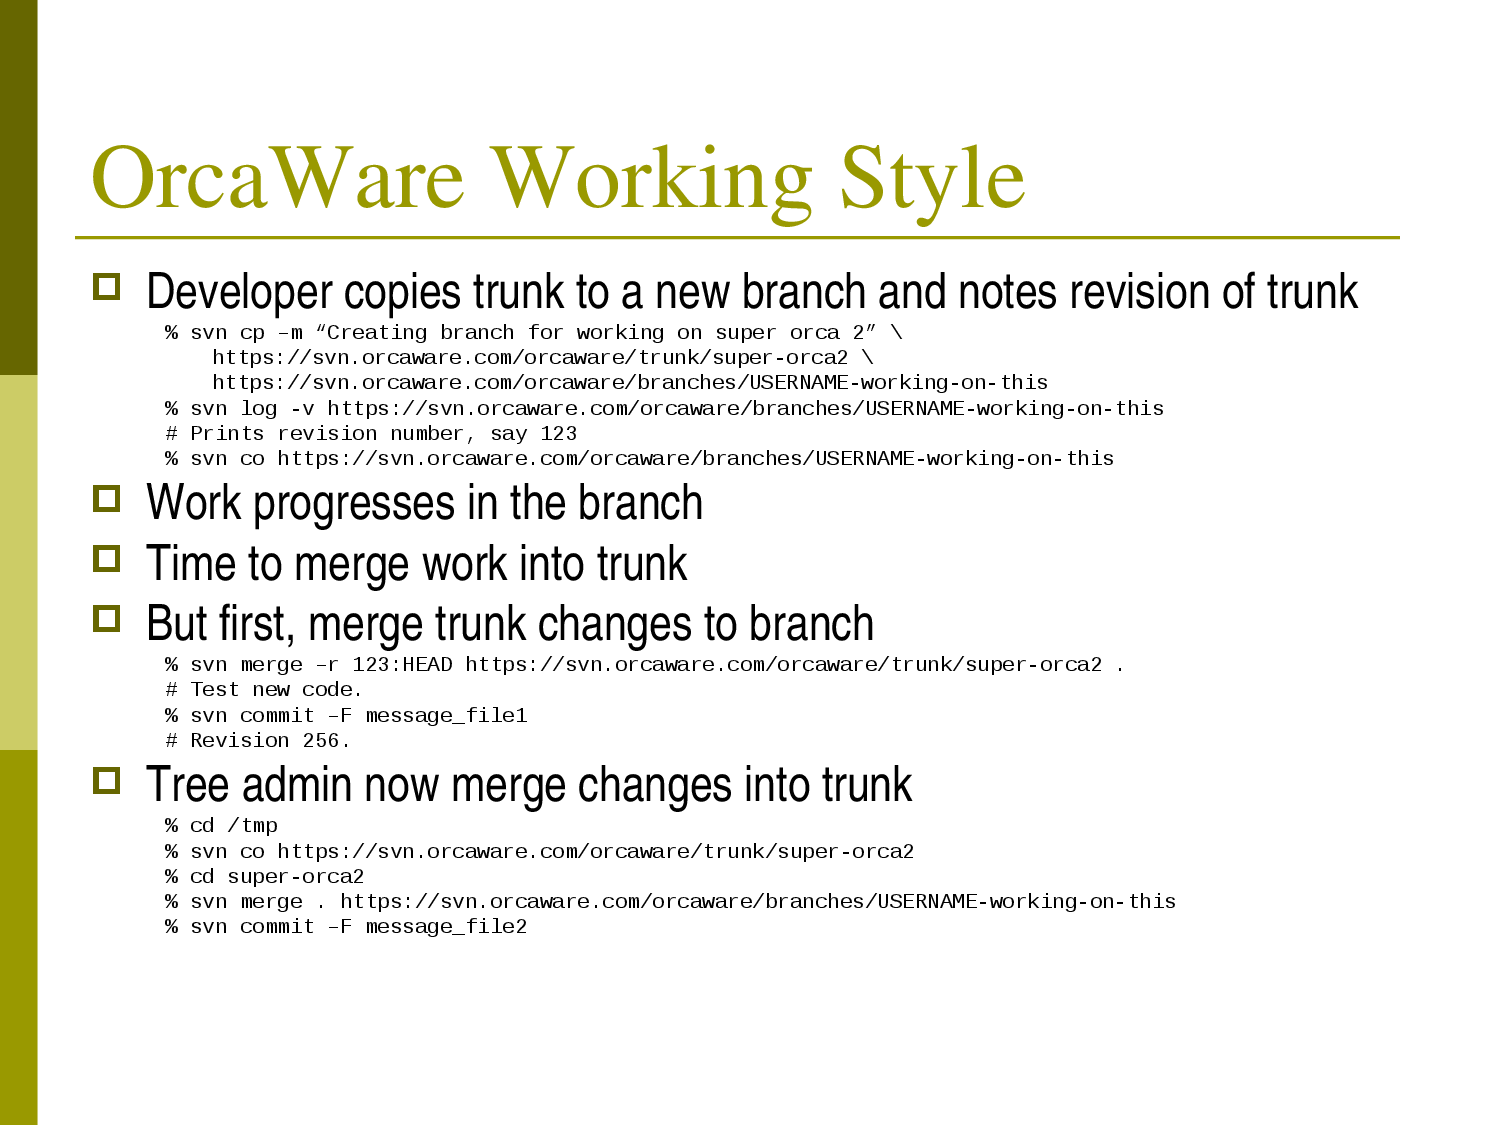 OrcaWare Working Style
Developer copies trunk to a new branch and notes revision of trunk
% svn cp –m “Creating branch for working on super orca 2” \
https://svn.orcaware.com/orcaware/trunk/super-orca2 \
https://svn.orcaware.com/orcaware/branches/USERNAME-working-on-this
% svn log -v https://svn.orcaware.com/orcaware/branches/USERNAME-working-on-this
# Prints revision number, say 123
% svn co https://svn.orcaware.com/orcaware/branches/USERNAME-working-on-this
Work progresses in the branch
Time to merge work into trunk
But first, merge trunk changes to branch
% svn merge –r 123:HEAD https://svn.orcaware.com/orcaware/trunk/super-orca2 .
# Test new code.
% svn commit –F message_file1
# Revision 256.
Tree admin now merge changes into trunk
% cd /tmp
% svn co https://svn.orcaware.com/orcaware/trunk/super-orca2
% cd super-orca2
% svn merge . https://svn.orcaware.com/orcaware/branches/USERNAME-working-on-this
% svn commit –F message_file2